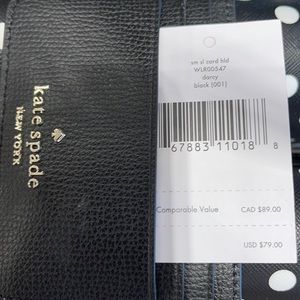 kate spade
NEW YORK
sm sl card hld
WLR00547
darcy
black (001)
67883 11018 8
Comparable Value CAD $89.00
USD $79.00